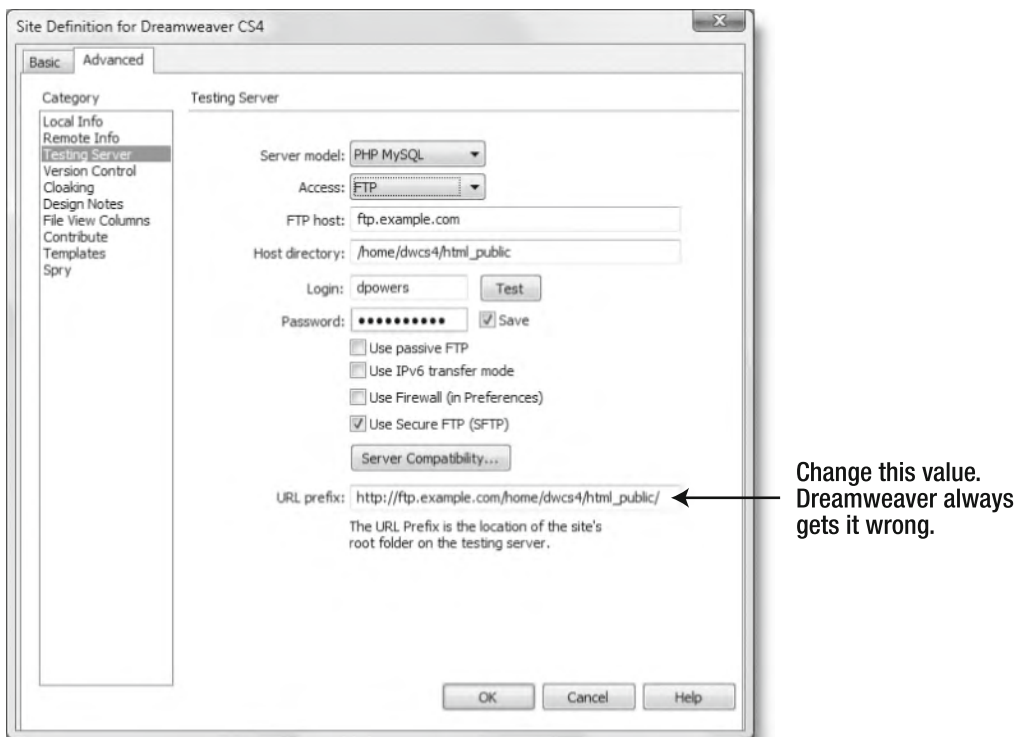 Site Definition for Dreamweaver CS4
Basic
Advanced
Category
Local Info
Remote Info
Testing Server
Version Control
Cloaking
Design Notes
File View Columns
Contribute
Templates
Spry
Testing Server
Server model: PHP MySQL
Access: FTP
FTP host: ftp.example.com
Host directory: /home/dwcs4/html_public
Login: dpowers Test
Password: •••••••••• Save
Use passive FTP
Use IPv6 transfer mode
Use Firewall (in Preferences)
Use Secure FTP (SFTP)
Server Compatibility...
URL prefix: http://ftp.example.com/home/dwcs4/html_public/
The URL Prefix is the location of the site's
root folder on the testing server.
Change this value.
Dreamweaver always
gets it wrong.
OK Cancel Help